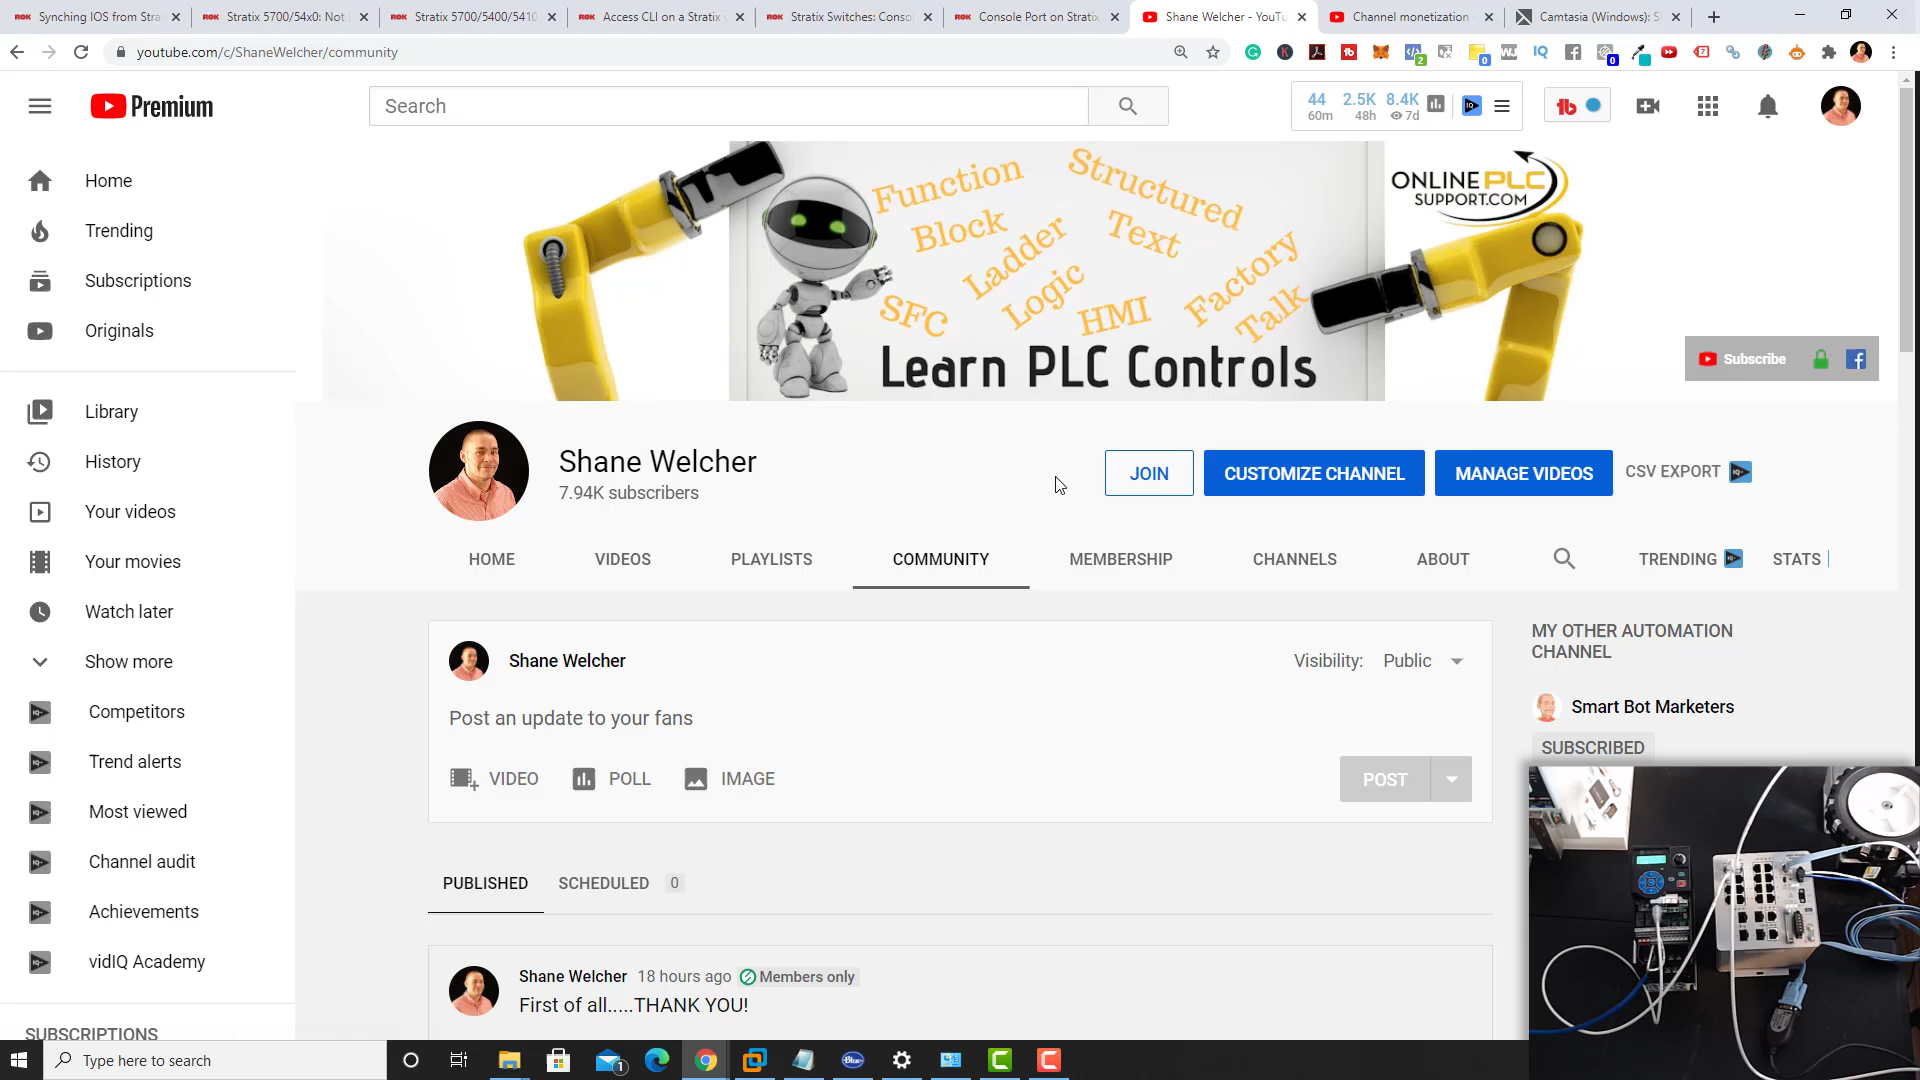 Synching IOS from Stra
Stratix 5700/54x0: Not
Stratix 5700/5400/5410
Access CLI on a Stratix s
Stratix Switches: Conso
Console Port on Stratix
Shane Welcher - YouTu
Channel monetization
Camtasia (Windows): S
youtube.com/c/ShaneWelcher/community
Premium
Search
44 2.5K 8.4K
60m 48h 7d
Home
Trending
Subscriptions
Originals
Library
History
Your videos
Your movies
Watch later
Show more
Competitors
Trend alerts
Most viewed
Channel audit
Achievements
vidIQ Academy
SUBSCRIPTIONS
Function
Block
Structured
Text
Ladder
Logic
SFC
HMI
Factory
Talk
Learn PLC Controls
ONLINEPLC
SUPPORT.COM
Subscribe
Shane Welcher
7.94K subscribers
JOIN
CUSTOMIZE CHANNEL
MANAGE VIDEOS
CSV EXPORT
HOME
VIDEOS
PLAYLISTS
COMMUNITY
MEMBERSHIP
CHANNELS
ABOUT
TRENDING
STATS
Shane Welcher
Visibility: Public
Post an update to your fans
VIDEO
POLL
IMAGE
POST
PUBLISHED
SCHEDULED 0
Shane Welcher 18 hours ago Members only
First of all.....THANK YOU!
MY OTHER AUTOMATION
CHANNEL
Smart Bot Marketers
SUBSCRIBED
Type here to search